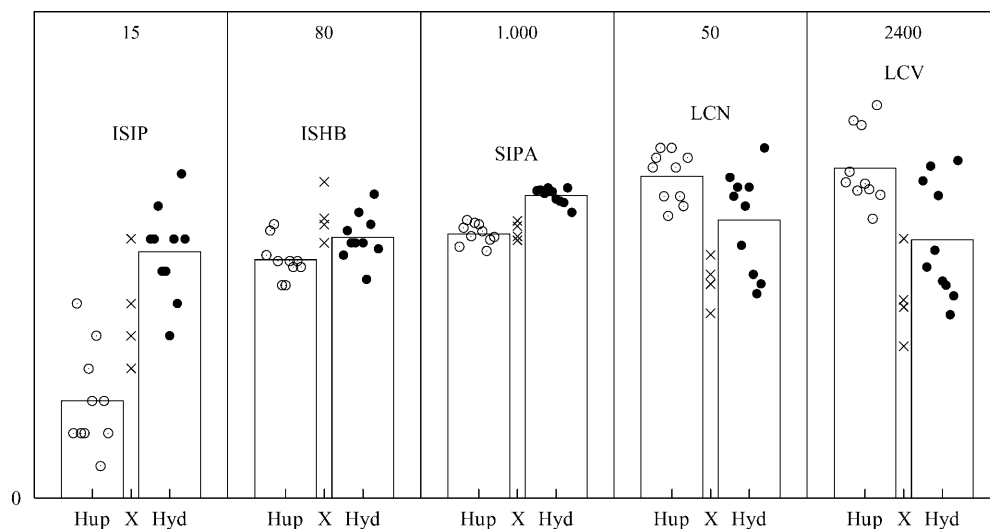 15 80 1.000 50 2400
LCV
LCN
ISIP ISHB
SIPA
0
Hup X Hyd Hup X Hyd Hup X Hyd Hup X Hyd Hup X Hyd